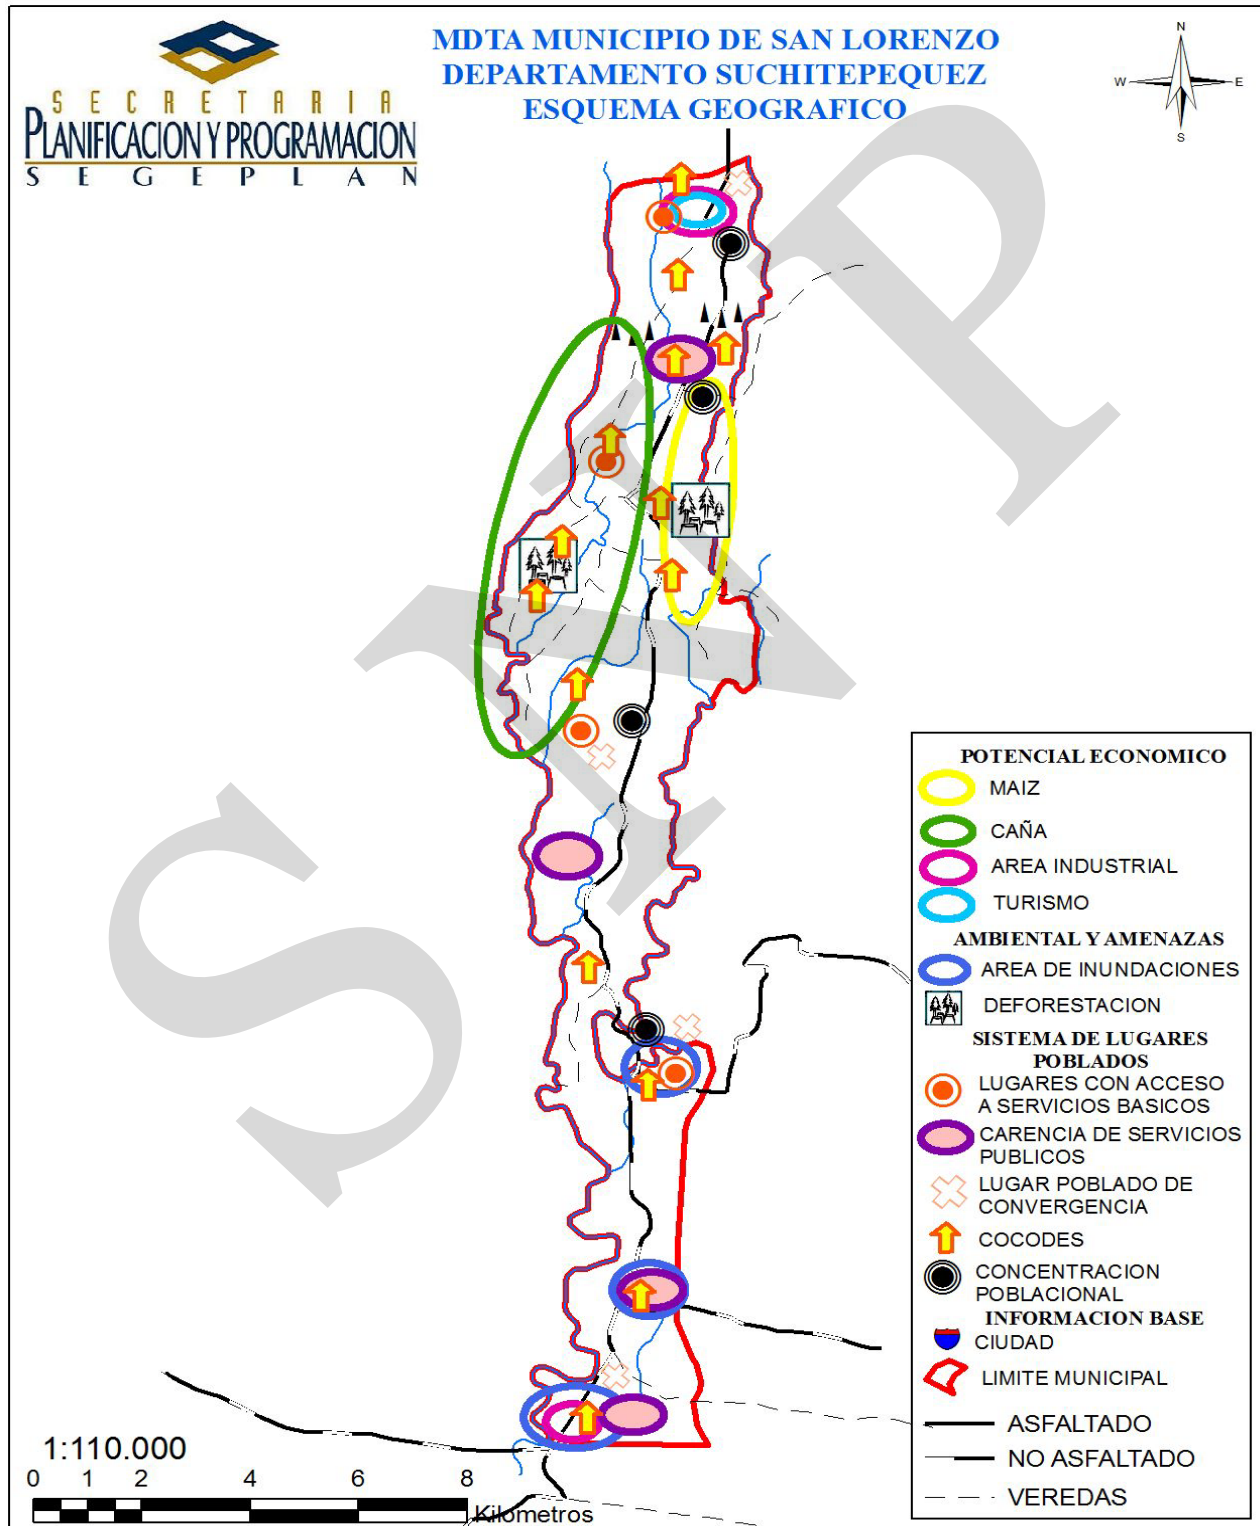 SECRETARIA
PLANIFICACION Y PROGRAMACION
SEGEPLAN
MDTA MUNICIPIO DE SAN LORENZO
DEPARTAMENTO SUCHITEPEQUEZ
ESQUEMA GEOGRAFICO
N
W E
S
SNP
POTENCIAL ECONOMICO
MAIZ
CAÑA
AREA INDUSTRIAL
TURISMO
AMBIENTAL Y AMENAZAS
AREA DE INUNDACIONES
DEFORESTACION
SISTEMA DE LUGARES
POBLADOS
LUGARES CON ACCESO
A SERVICIOS BASICOS
CARENCIA DE SERVICIOS
PUBLICOS
LUGAR POBLADO DE
CONVERGENCIA
COCODES
CONCENTRACION
POBLACIONAL
INFORMACION BASE
CIUDAD
LIMITE MUNICIPAL
ASFALTADO
NO ASFALTADO
VEREDAS
1:110.000
0 1 2 4 6 8
Kilómetros